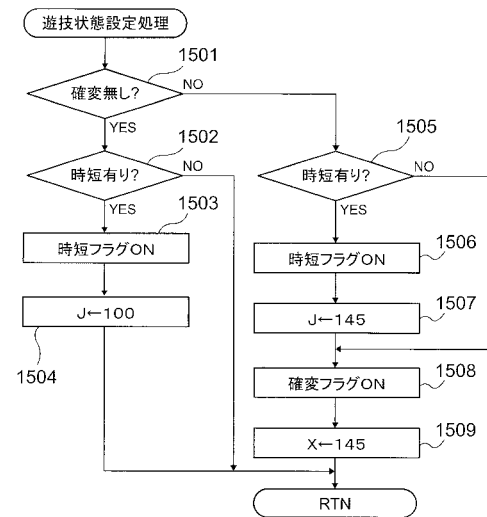 遊技状態設定処理
1501
確変無し?
NO
YES
1502
時短有り?
NO
YES
1503
時短フラグON
J←100
1504
1505
時短有り?
NO
YES
1506
時短フラグON
1507
J←145
1508
確変フラグON
1509
X←145
RTN